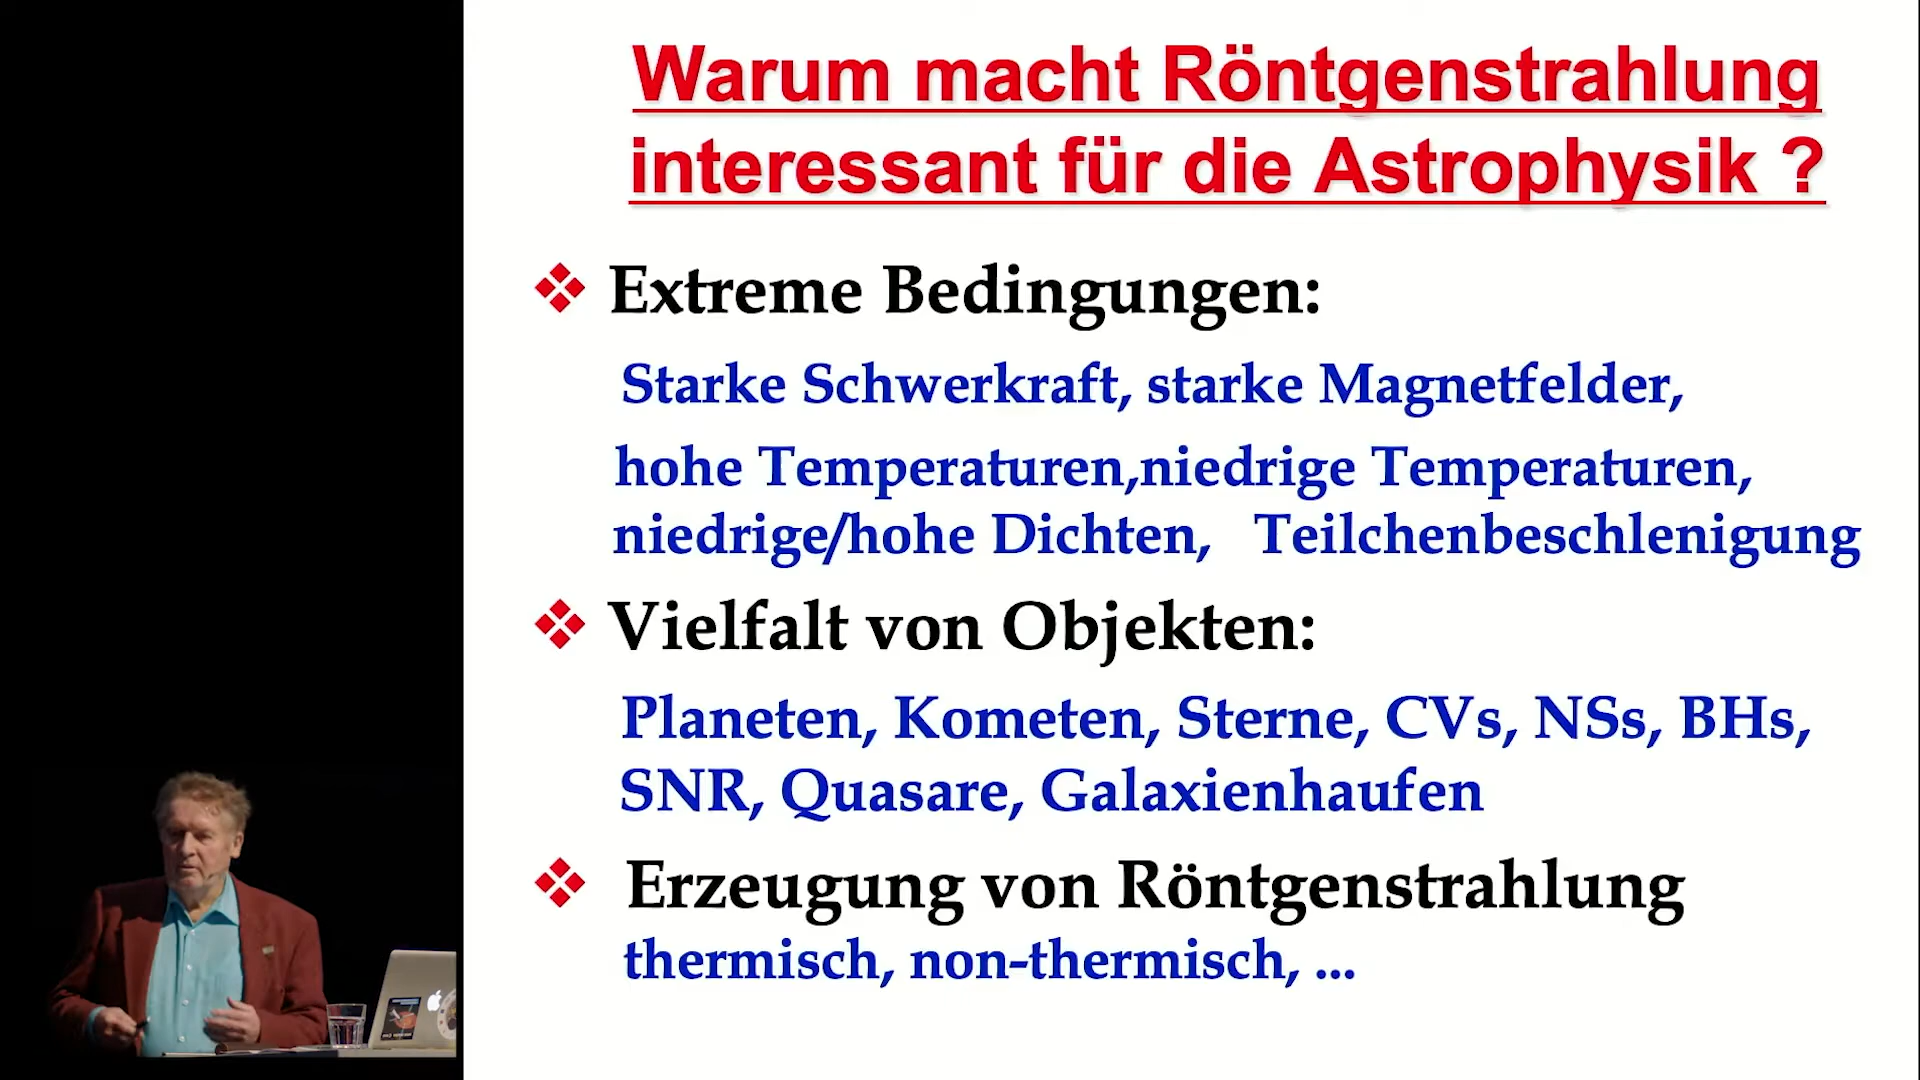 Warum macht Röntgenstrahlung
interessant für die Astrophysik ?
❖ Extreme Bedingungen:
Starke Schwerkraft, starke Magnetfelder,
hohe Temperaturen,niedrige Temperaturen,
niedrige/hohe Dichten, Teilchenbeschlenigung
❖ Vielfalt von Objekten:
Planeten, Kometen, Sterne, CVs, NSs, BHs,
SNR, Quasare, Galaxienhaufen
❖ Erzeugung von Röntgenstrahlung
thermisch, non-thermisch, ...